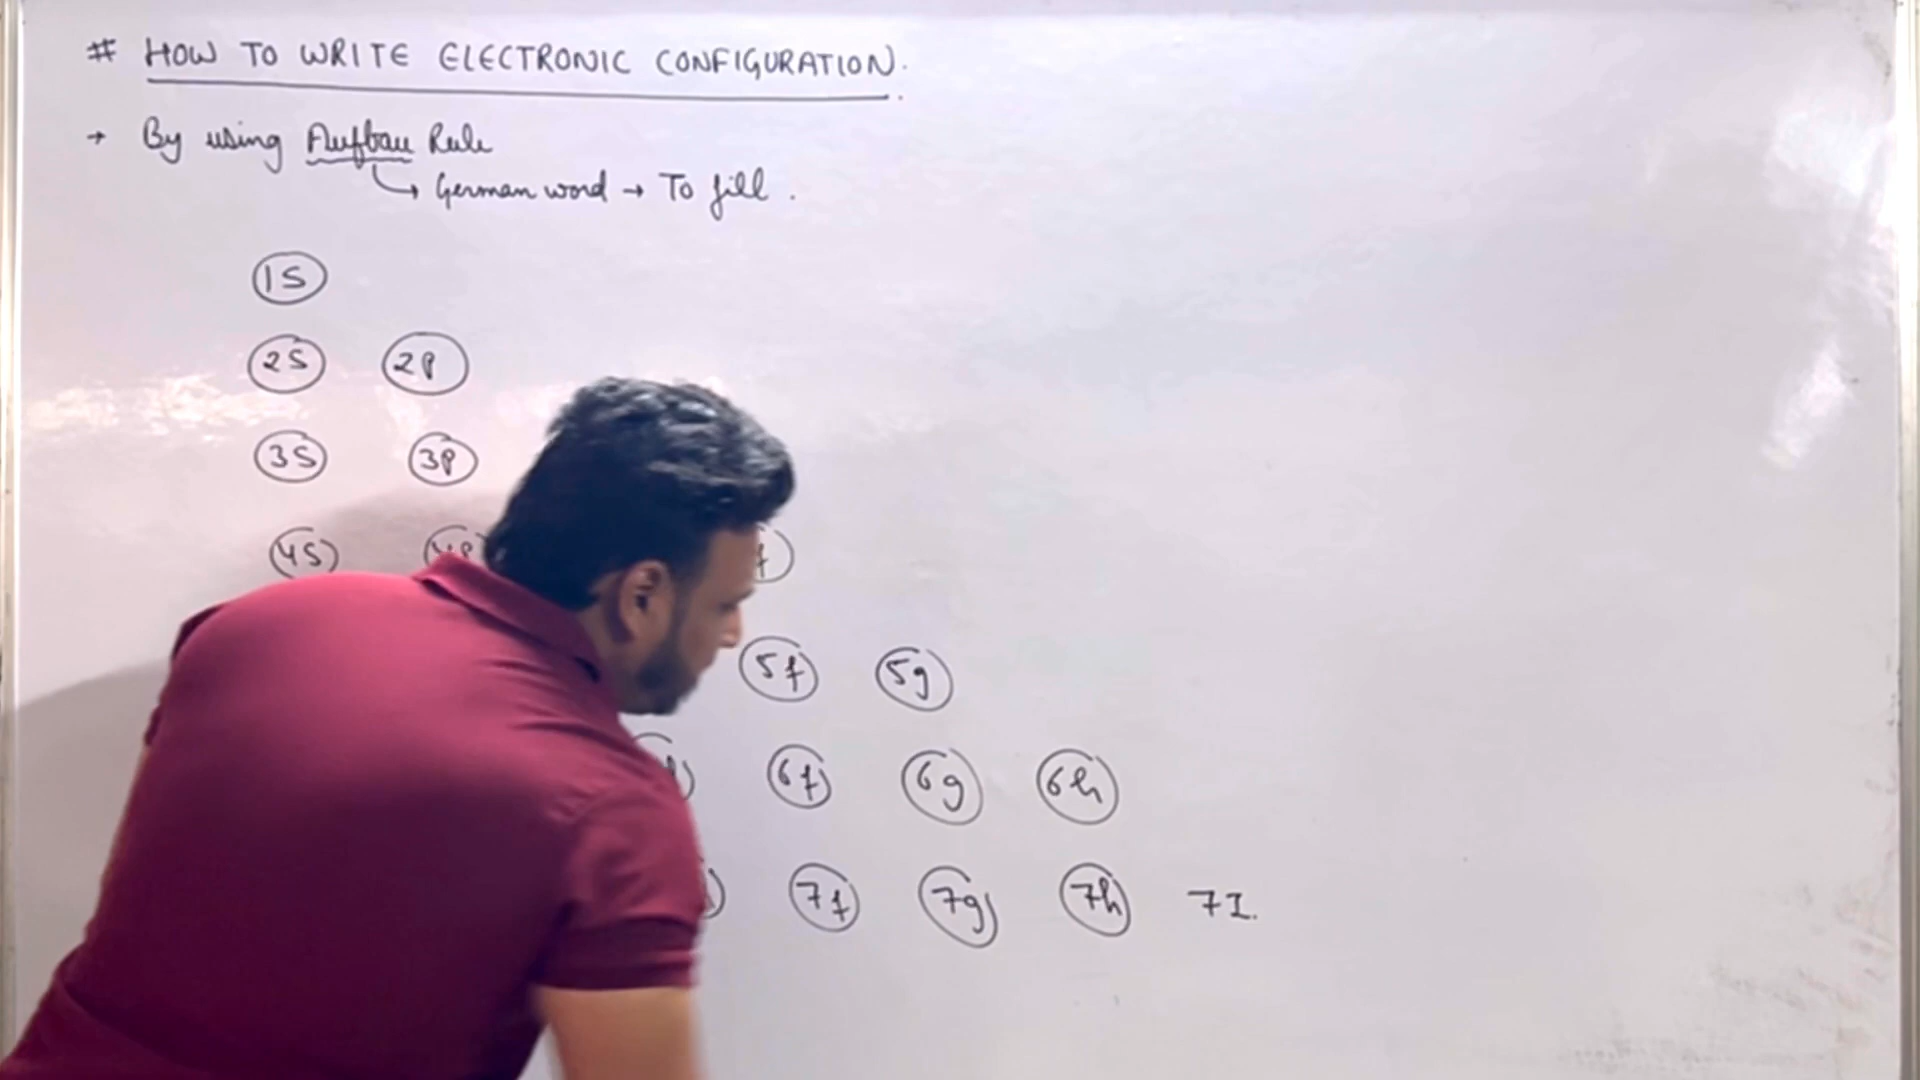 # HOW TO WRITE ELECTRONIC CONFIGURATION.
→ By using Aufbau Rule
↳ German word → To fill .
1S
2S 2P
3S 3P
4S
5f 5g
6f 6g 6h
7f 7g 7h 7I.